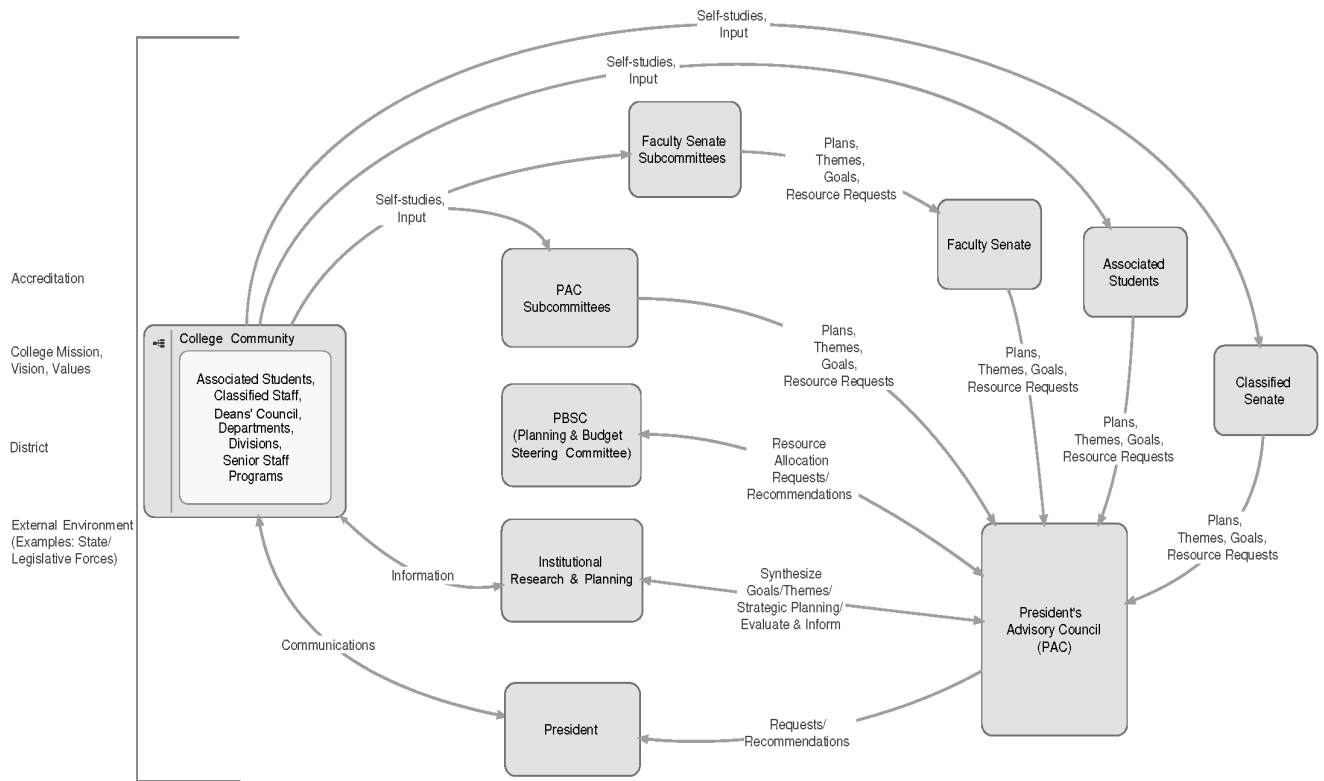 Self-studies,
Input
Self-studies,
Input
Faculty Senate
Subcommittees
Plans,
Themes,
Goals,
Resource Requests
Self-studies,
Input
Faculty Senate
Associated
Students
PAC
Subcommittees
Accreditation
College Mission,
Vision, Values
District
External Environment
(Examples: State/
Legislative Forces)
College Community
Associated Students,
Classified Staff,
Deans' Council,
Departments,
Divisions,
Senior Staff
Programs
Plans,
Themes,
Goals,
Resource Requests
Plans,
Themes, Goals,
Resource Requests
Classified
Senate
PBSC
(Planning & Budget
Steering Committee)
Resource
Allocation
Requests/
Recommendations
Plans,
Themes, Goals,
Resource Requests
Plans,
Themes, Goals,
Resource Requests
Institutional
Research & Planning
Information
Synthesize
Goals/Themes/
Strategic Planning/
Evaluate & Inform
President's
Advisory Council
(PAC)
Communications
President
Requests/
Recommendations